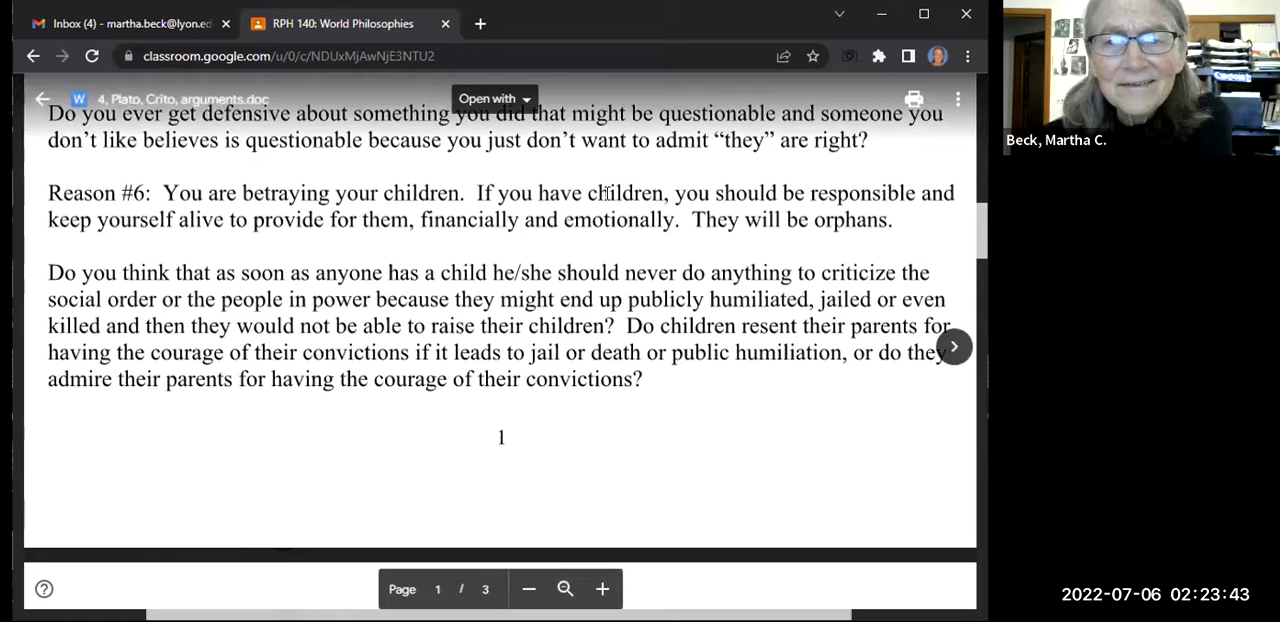 Inbox (4) - martha.beck@lyon.ed
RPH 140: World Philosophies
classroom.google.com/u/0/c/NDUxMjAwNjE3NTU2
W 4, Plato, Crito, arguments.doc
Open with
Do you ever get defensive about something you did that might be questionable and someone you
don’t like believes is questionable because you just don’t want to admit “they” are right?
Reason #6: You are betraying your children. If you have children, you should be responsible and
keep yourself alive to provide for them, financially and emotionally. They will be orphans.
Do you think that as soon as anyone has a child he/she should never do anything to criticize the
social order or the people in power because they might end up publicly humiliated, jailed or even
killed and then they would not be able to raise their children? Do children resent their parents for
having the courage of their convictions if it leads to jail or death or public humiliation, or do they
admire their parents for having the courage of their convictions?
1
Page 1 / 3
Beck, Martha C.
2022-07-06 02:23:43